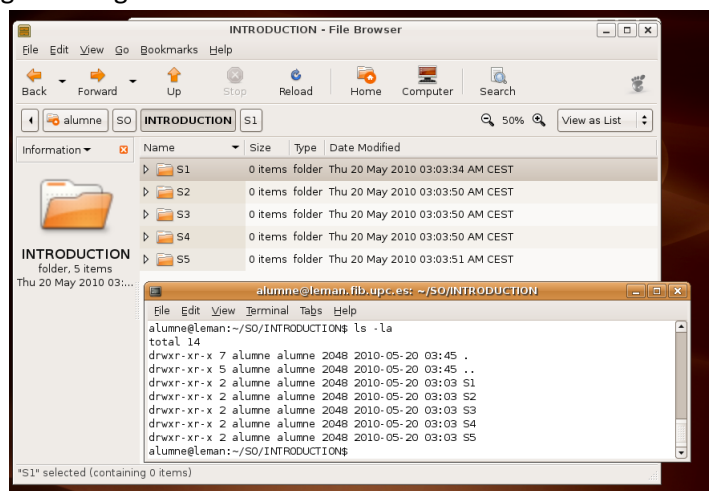 INTRODUCTION - File Browser
File Edit View Go Bookmarks Help
Back Forward Up Stop Reload Home Computer Search
alumne SO INTRODUCTION S1 50% View as List
Information Name Size Type Date Modified
S1 0 items folder Thu 20 May 2010 03:03:34 AM CEST
S2 0 items folder Thu 20 May 2010 03:03:50 AM CEST
S3 0 items folder Thu 20 May 2010 03:03:50 AM CEST
S4 0 items folder Thu 20 May 2010 03:03:50 AM CEST
S5 0 items folder Thu 20 May 2010 03:03:51 AM CEST
INTRODUCTION
folder, 5 items
Thu 20 May 2010 03:...
alumne@leman.fib.upc.es: ~/SO/INTRODUCTION
File Edit View Terminal Tabs Help
alumne@leman:~/SO/INTRODUCTION$ ls -la
total 14
drwxr-xr-x 7 alumne alumne 2048 2010-05-20 03:45 .
drwxr-xr-x 5 alumne alumne 2048 2010-05-20 03:45 ..
drwxr-xr-x 2 alumne alumne 2048 2010-05-20 03:03 S1
drwxr-xr-x 2 alumne alumne 2048 2010-05-20 03:03 S2
drwxr-xr-x 2 alumne alumne 2048 2010-05-20 03:03 S3
drwxr-xr-x 2 alumne alumne 2048 2010-05-20 03:03 S4
drwxr-xr-x 2 alumne alumne 2048 2010-05-20 03:03 S5
alumne@leman:~/SO/INTRODUCTION$
"S1" selected (containing 0 items)